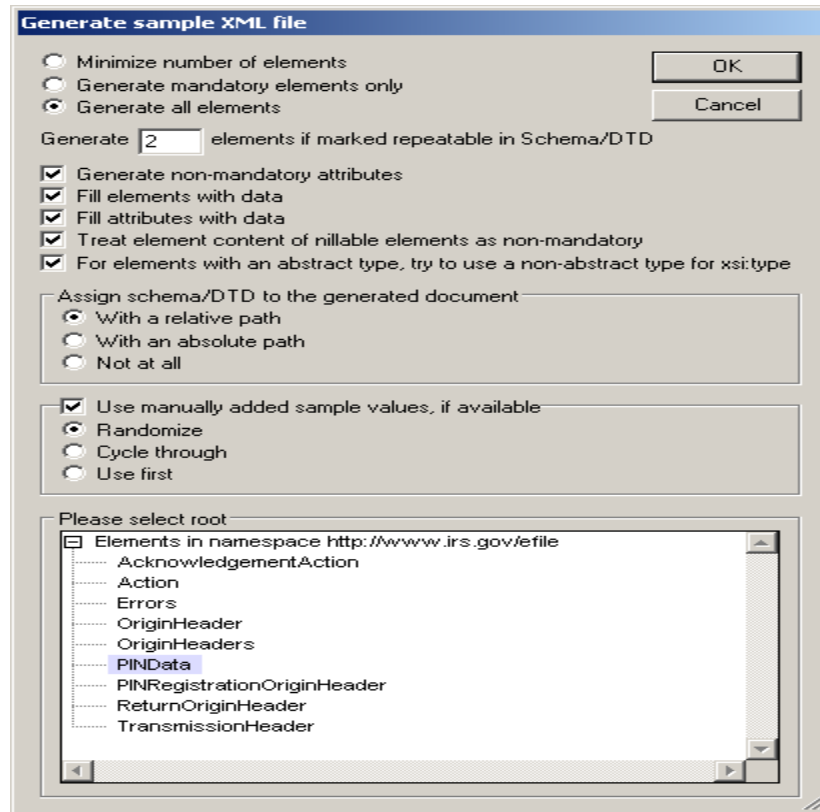 Generate sample XML file
Minimize number of elements
Generate mandatory elements only
Generate all elements
OK
Cancel
Generate 2 elements if marked repeatable in Schema/DTD
Generate non-mandatory attributes
Fill elements with data
Fill attributes with data
Treat element content of nillable elements as non-mandatory
For elements with an abstract type, try to use a non-abstract type for xsi:type
Assign schema/DTD to the generated document
With a relative path
With an absolute path
Not at all
Use manually added sample values, if available
Randomize
Cycle through
Use first
Please select root
Elements in namespace http://www.irs.gov/efile
AcknowledgementAction
Action
Errors
OriginHeader
OriginHeaders
PINData
PINRegistrationOriginHeader
ReturnOriginHeader
TransmissionHeader